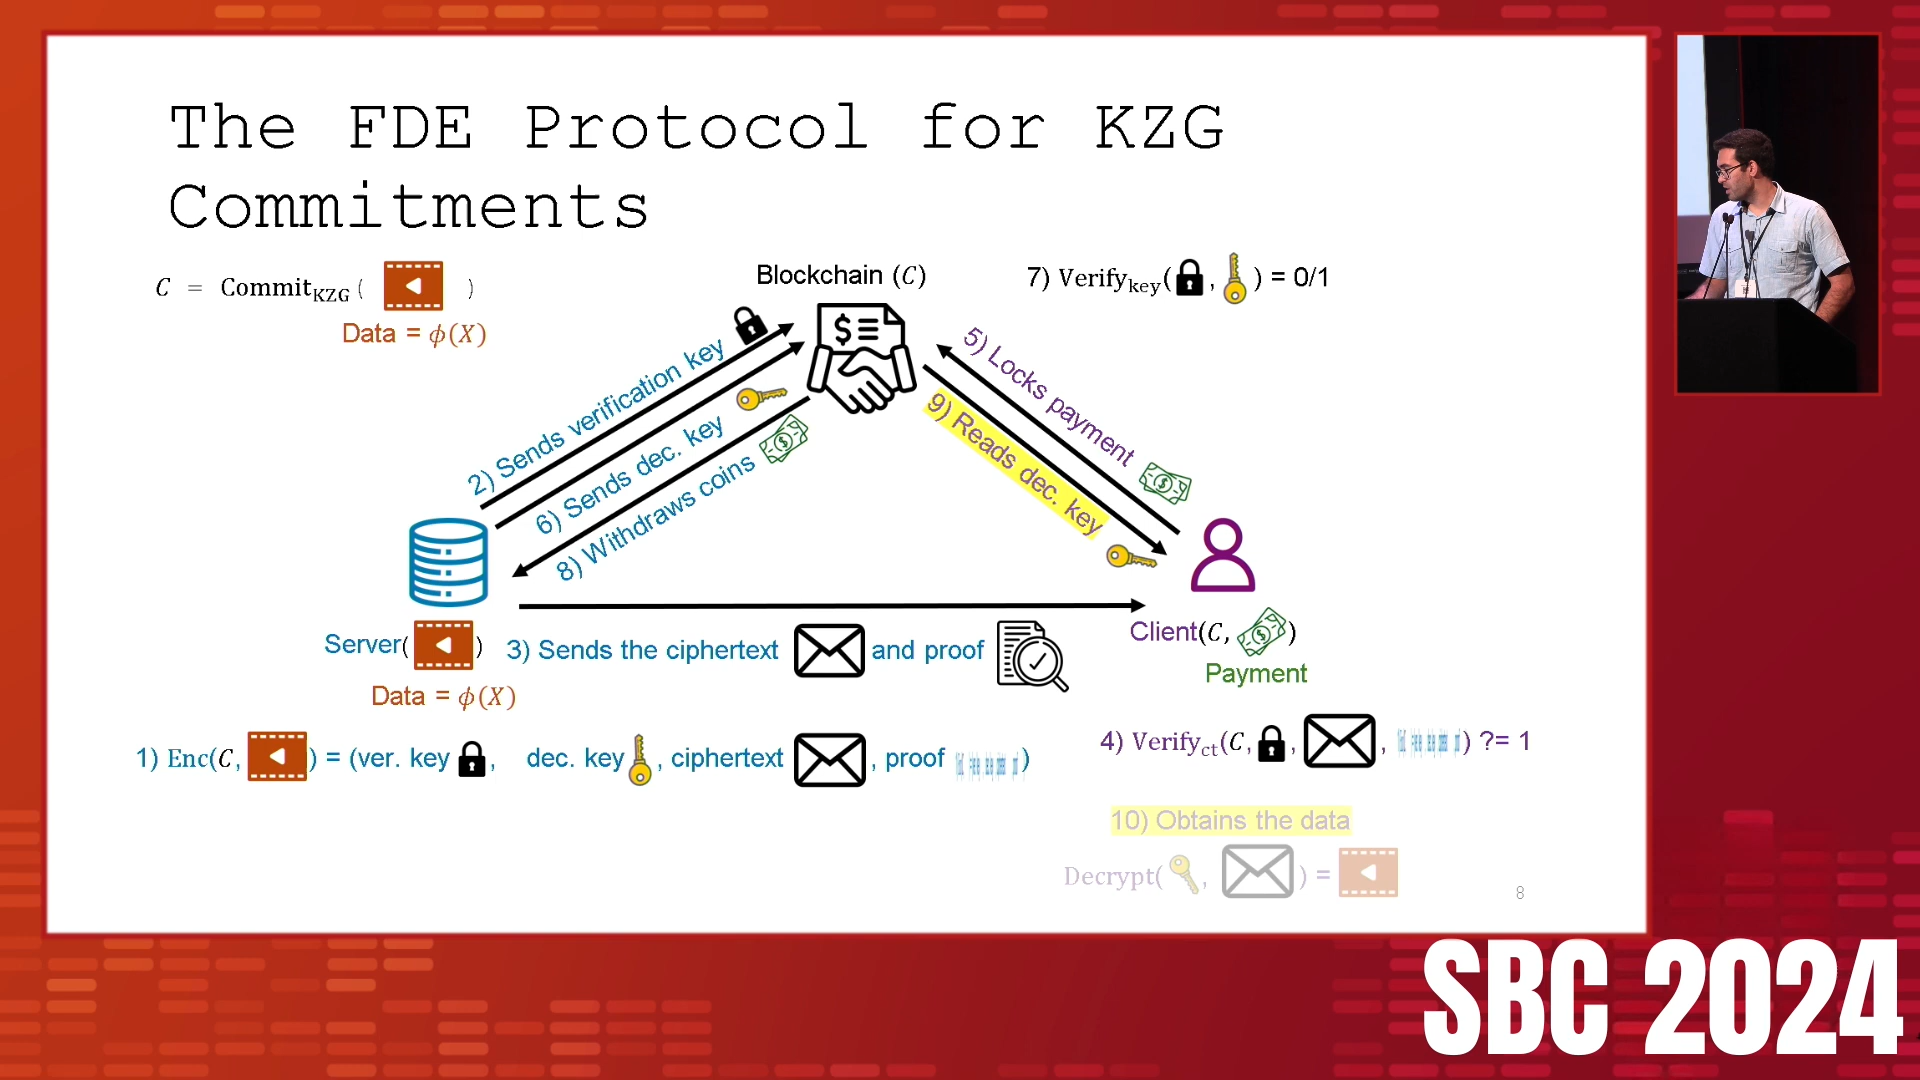 The FDE Protocol for KZG
Commitments
C = Commit_KZG ( )
Data = ϕ(X)
Blockchain (C)
7) Verify_key( , ) = 0/1
2) Sends verification key
6) Sends dec. key
8) Withdraws coins
5) Locks payment
9) Reads dec. key
Server( )
Data = ϕ(X)
3) Sends the ciphertext and proof
Client(C, )
Payment
1) Enc(C, ) = (ver. key , dec. key , ciphertext , proof )
4) Verify_ct(C, , , ) ?= 1
10) Obtains the data
Decrypt( , ) =
8
SBC 2024